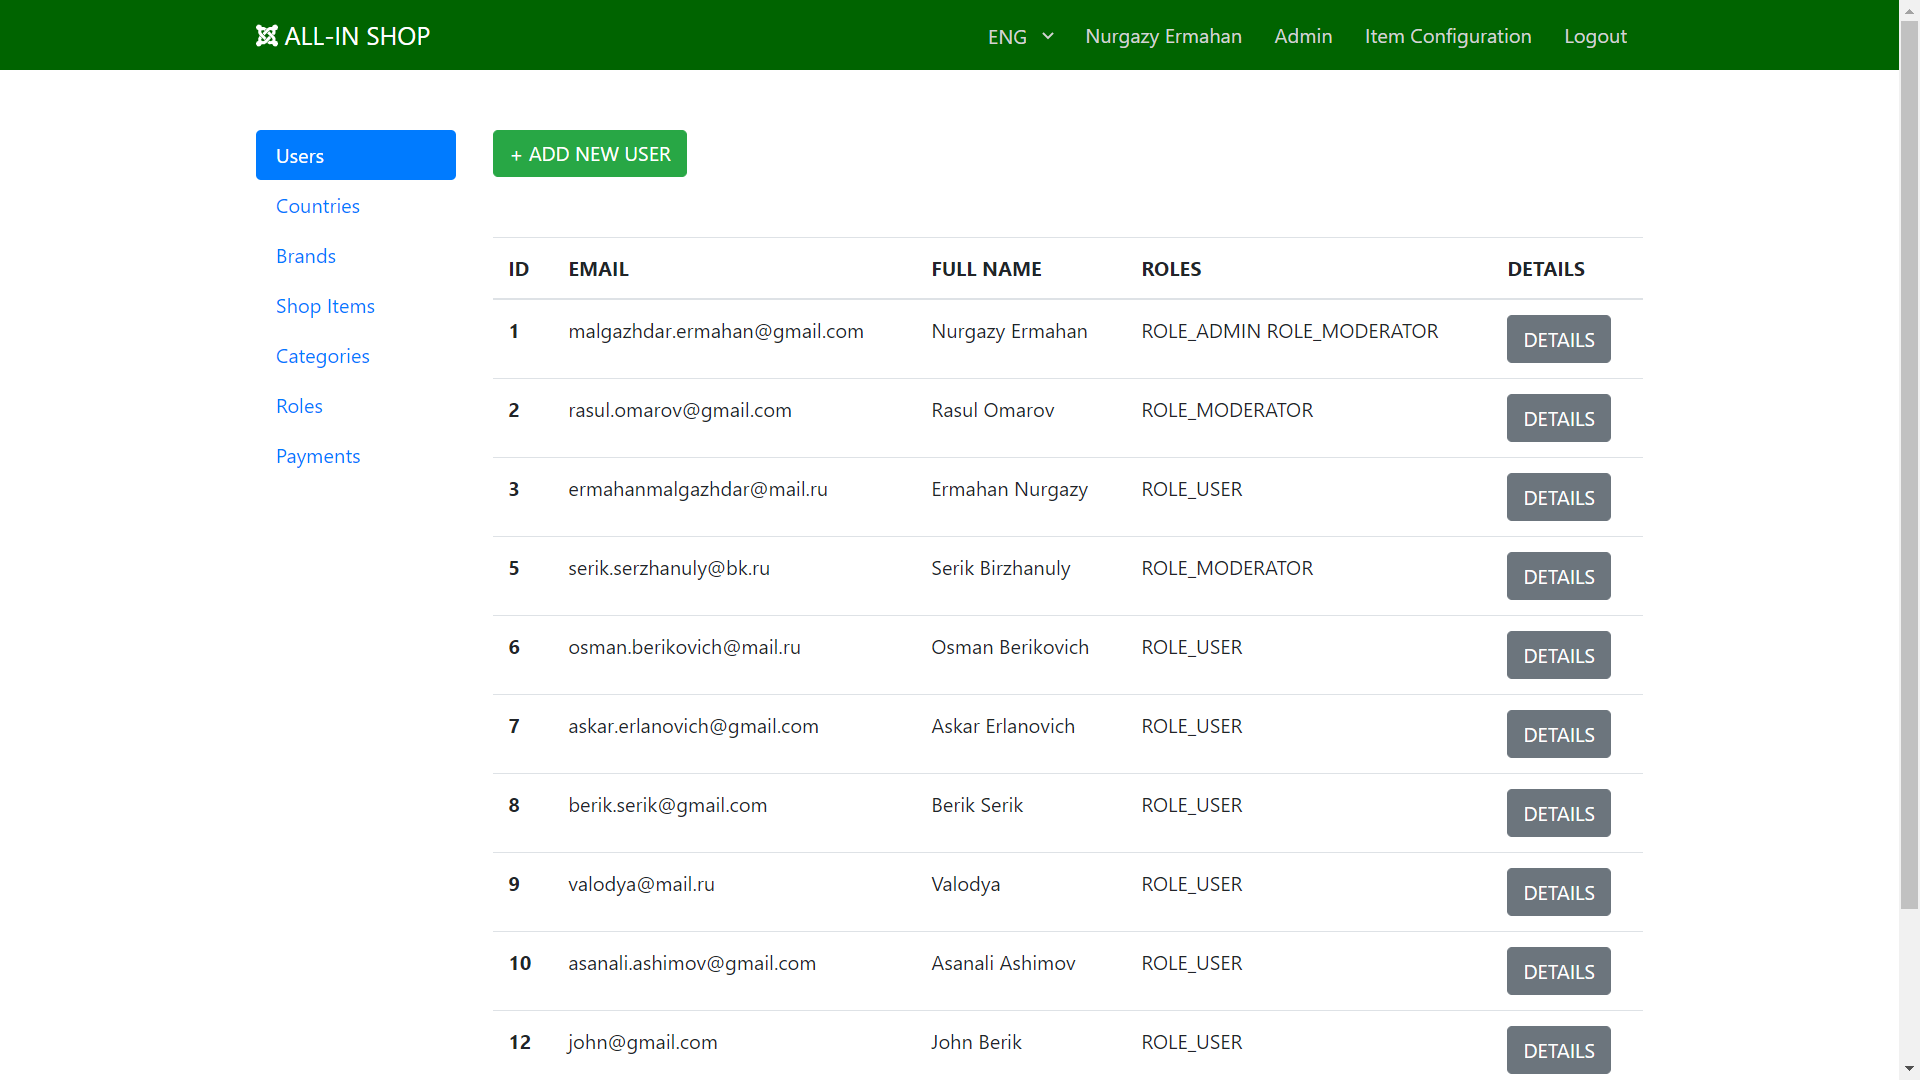 ALL-IN SHOP ENG Nurgazy Ermahan Admin Item Configuration Logout
Users
Countries
Brands
Shop Items
Categories
Roles
Payments
+ ADD NEW USER
ID EMAIL FULL NAME ROLES DETAILS
1 malgazhdar.ermahan@gmail.com Nurgazy Ermahan ROLE_ADMIN ROLE_MODERATOR DETAILS
2 rasul.omarov@gmail.com Rasul Omarov ROLE_MODERATOR DETAILS
3 ermahanmalgazhdar@mail.ru Ermahan Nurgazy ROLE_USER DETAILS
5 serik.serzhanuly@bk.ru Serik Birzhanuly ROLE_MODERATOR DETAILS
6 osman.berikovich@mail.ru Osman Berikovich ROLE_USER DETAILS
7 askar.erlanovich@gmail.com Askar Erlanovich ROLE_USER DETAILS
8 berik.serik@gmail.com Berik Serik ROLE_USER DETAILS
9 valodya@mail.ru Valodya ROLE_USER DETAILS
10 asanali.ashimov@gmail.com Asanali Ashimov ROLE_USER DETAILS
12 john@gmail.com John Berik ROLE_USER DETAILS